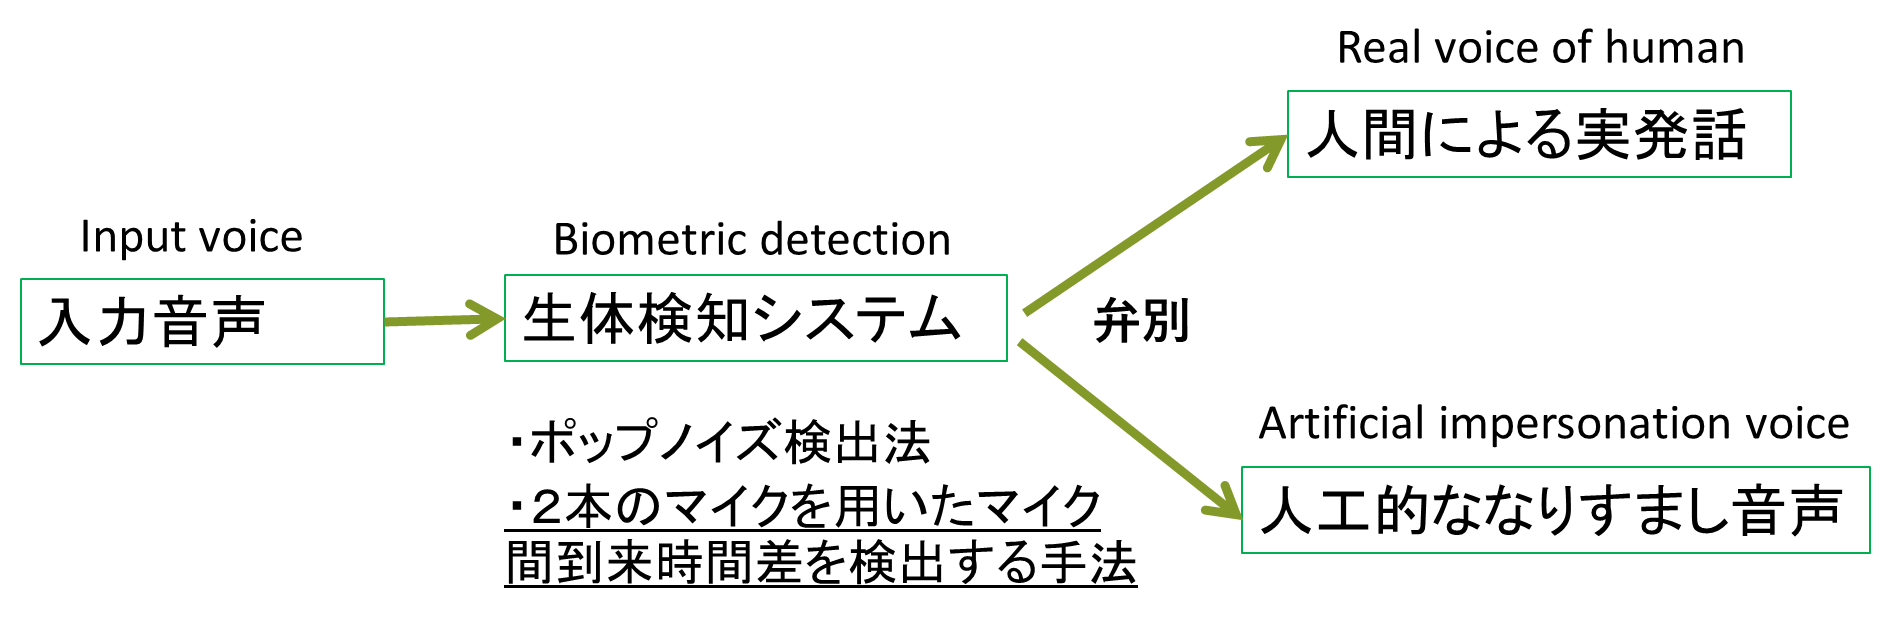 Real voice of human
人間による実発話
Input voice
入力音声
Biometric detection
生体検知システム
弁別
・ポップノイズ検出法
・２本のマイクを用いたマイク
間到来時間差を検出する手法
Artificial impersonation voice
人工的ななりすまし音声